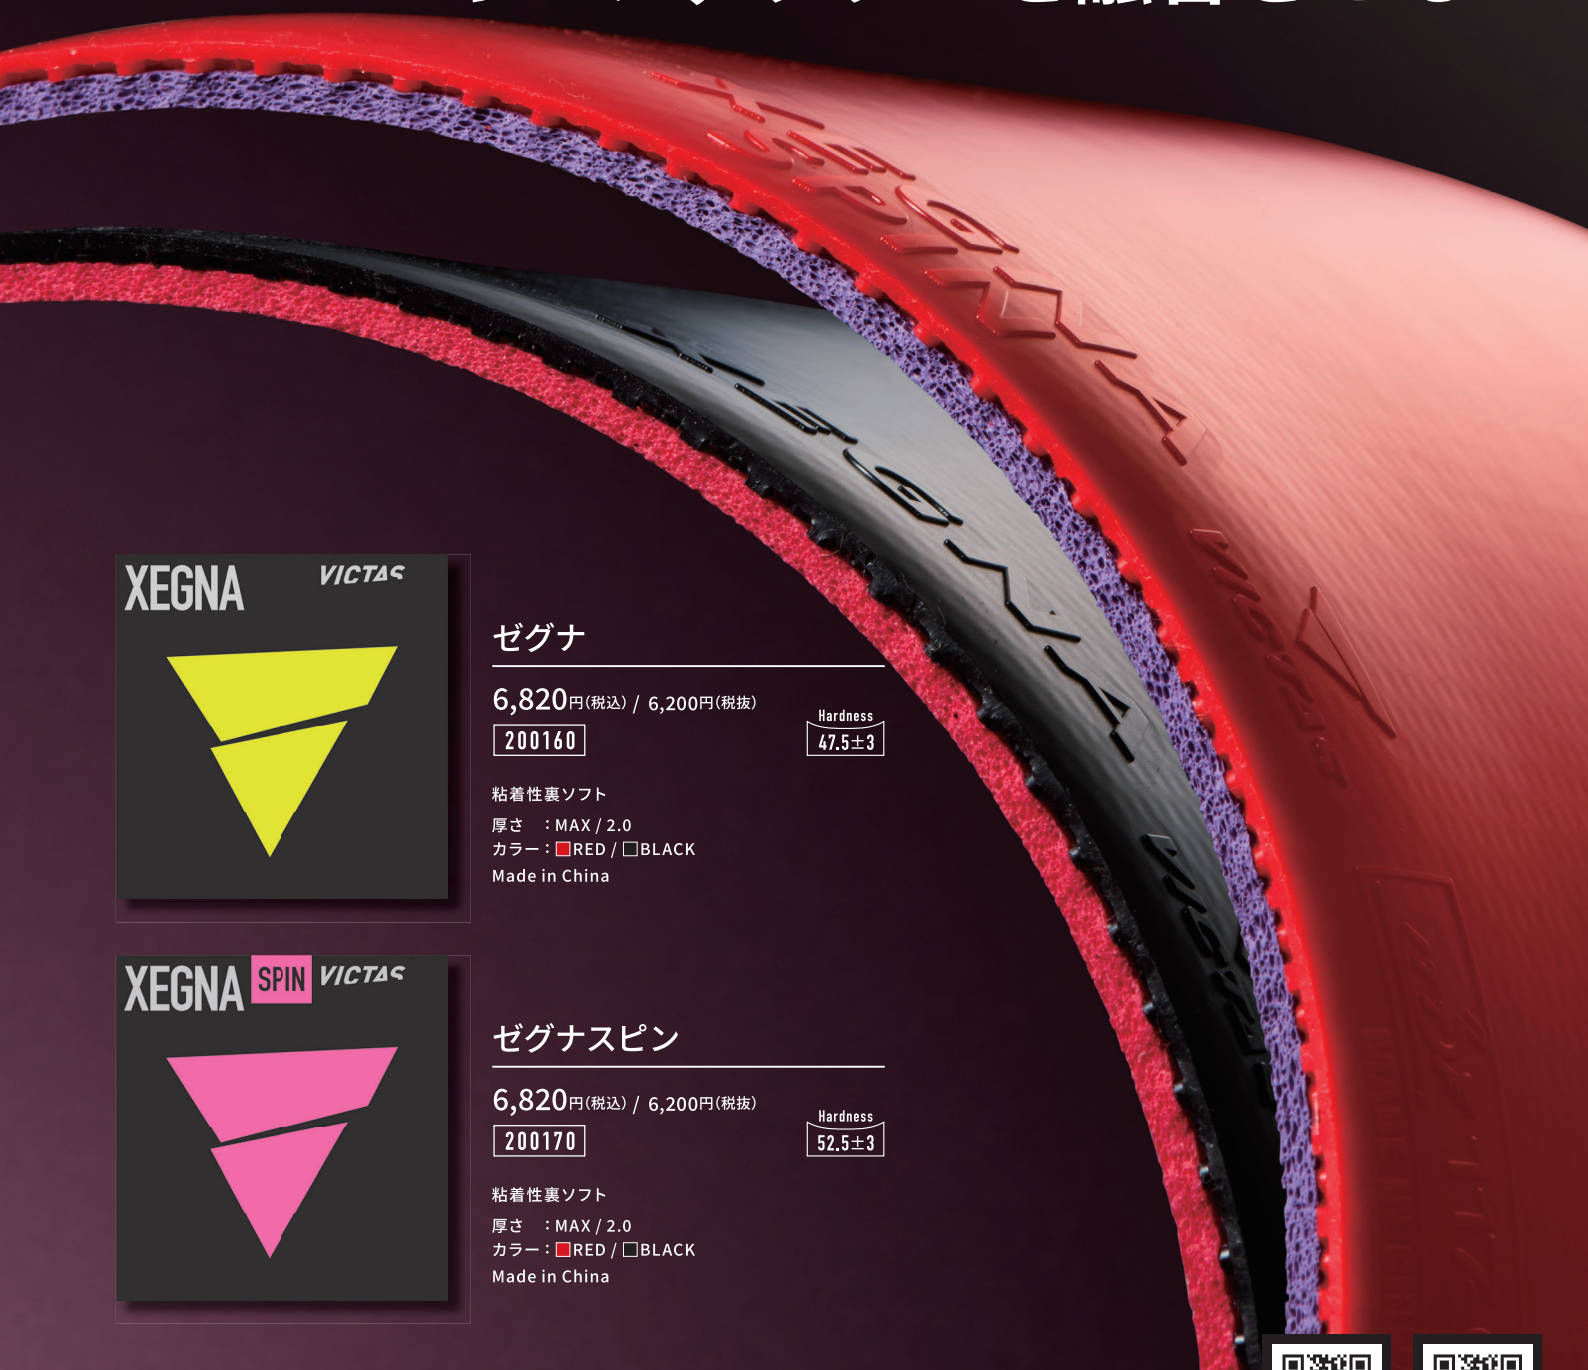 XEGNA
SPIN
XEGNA
VICTAS
XEGNA VICTAS
ゼグナ
6,820円(税込) / 6,200円(税抜)
200160
Hardness
47.5±3
粘着性裏ソフト
厚さ :MAX / 2.0
カラー:RED / BLACK
Made in China
XEGNA SPIN VICTAS
ゼグナスピン
6,820円(税込) / 6,200円(税抜)
200170
Hardness
52.5±3
粘着性裏ソフト
厚さ :MAX / 2.0
カラー:RED / BLACK
Made in China